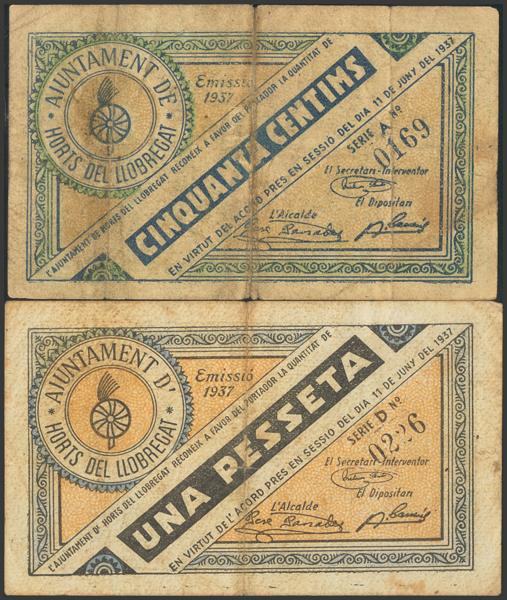 AJUNTAMENT DE
HORTS DEL LLOBREGAT
Emissió
1937
L'AJUNTAMENT DE HORTS DEL LLOBREGAT RECONEIX A FAVOR DEL PORTADOR LA QUANTITAT DE
CINQUANTA CENTIMS
EN VIRTUT DEL ACORD PRES EN SESSIÓ DEL DIA 11 DE JUNY DEL 1937
SERIE A Nº
0169
El Secretari-Interventor
El Dipositari
L'Alcalde
AJUNTAMENT D'
HORTS DEL LLOBREGAT
Emissió
1937
L'AJUNTAMENT D' HORTS DEL LLOBREGAT RECONEIX A FAVOR DEL PORTADOR LA QUANTITAT DE
UNA PESSETA
EN VIRTUT DE L'ACORD PRES EN SESSIÓ DEL DIA 11 DE JUNY DEL 1937
SERIE D Nº
0226
El Secretari-Interventor
El Dipositari
L'Alcalde